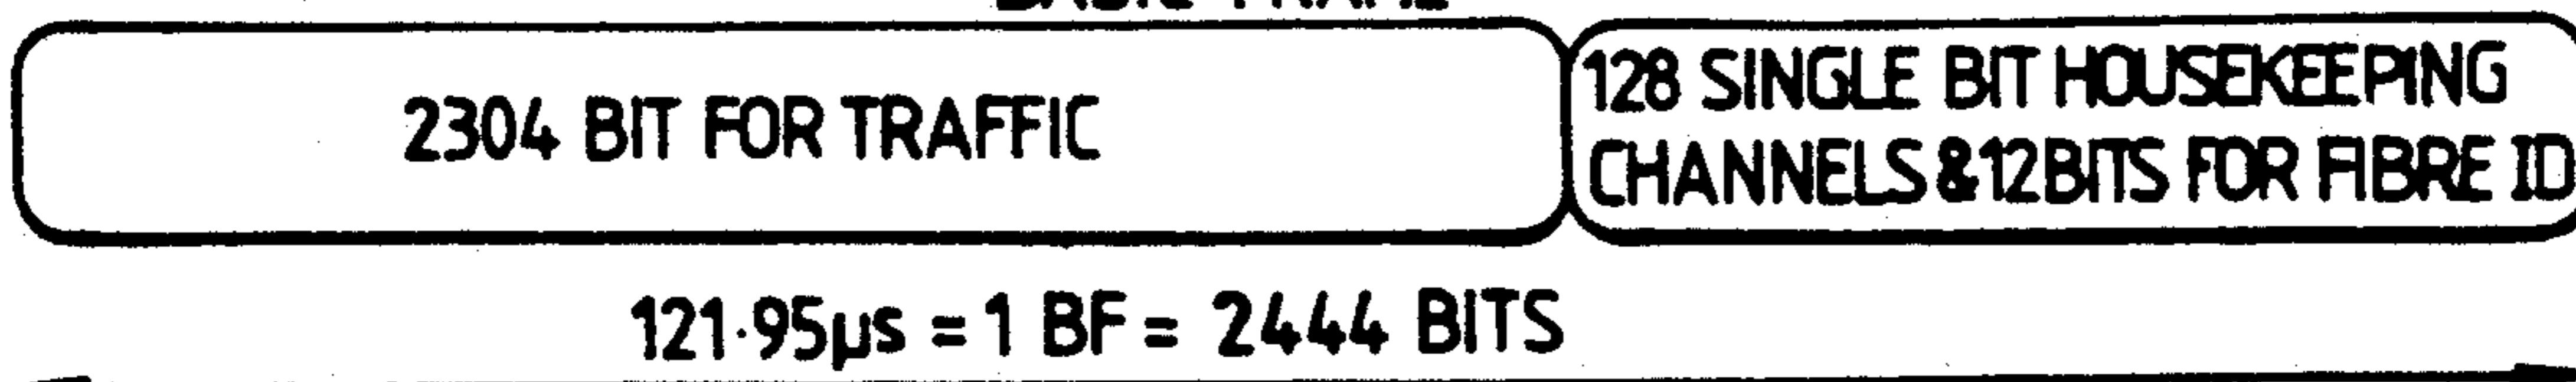 2304 BIT FOR TRAFFIC
128 SINGLE BIT HOUSEKEEPING
CHANNELS & 12 BITS FOR FIBRE ID
121·95µs = 1 BF = 2444 BITS